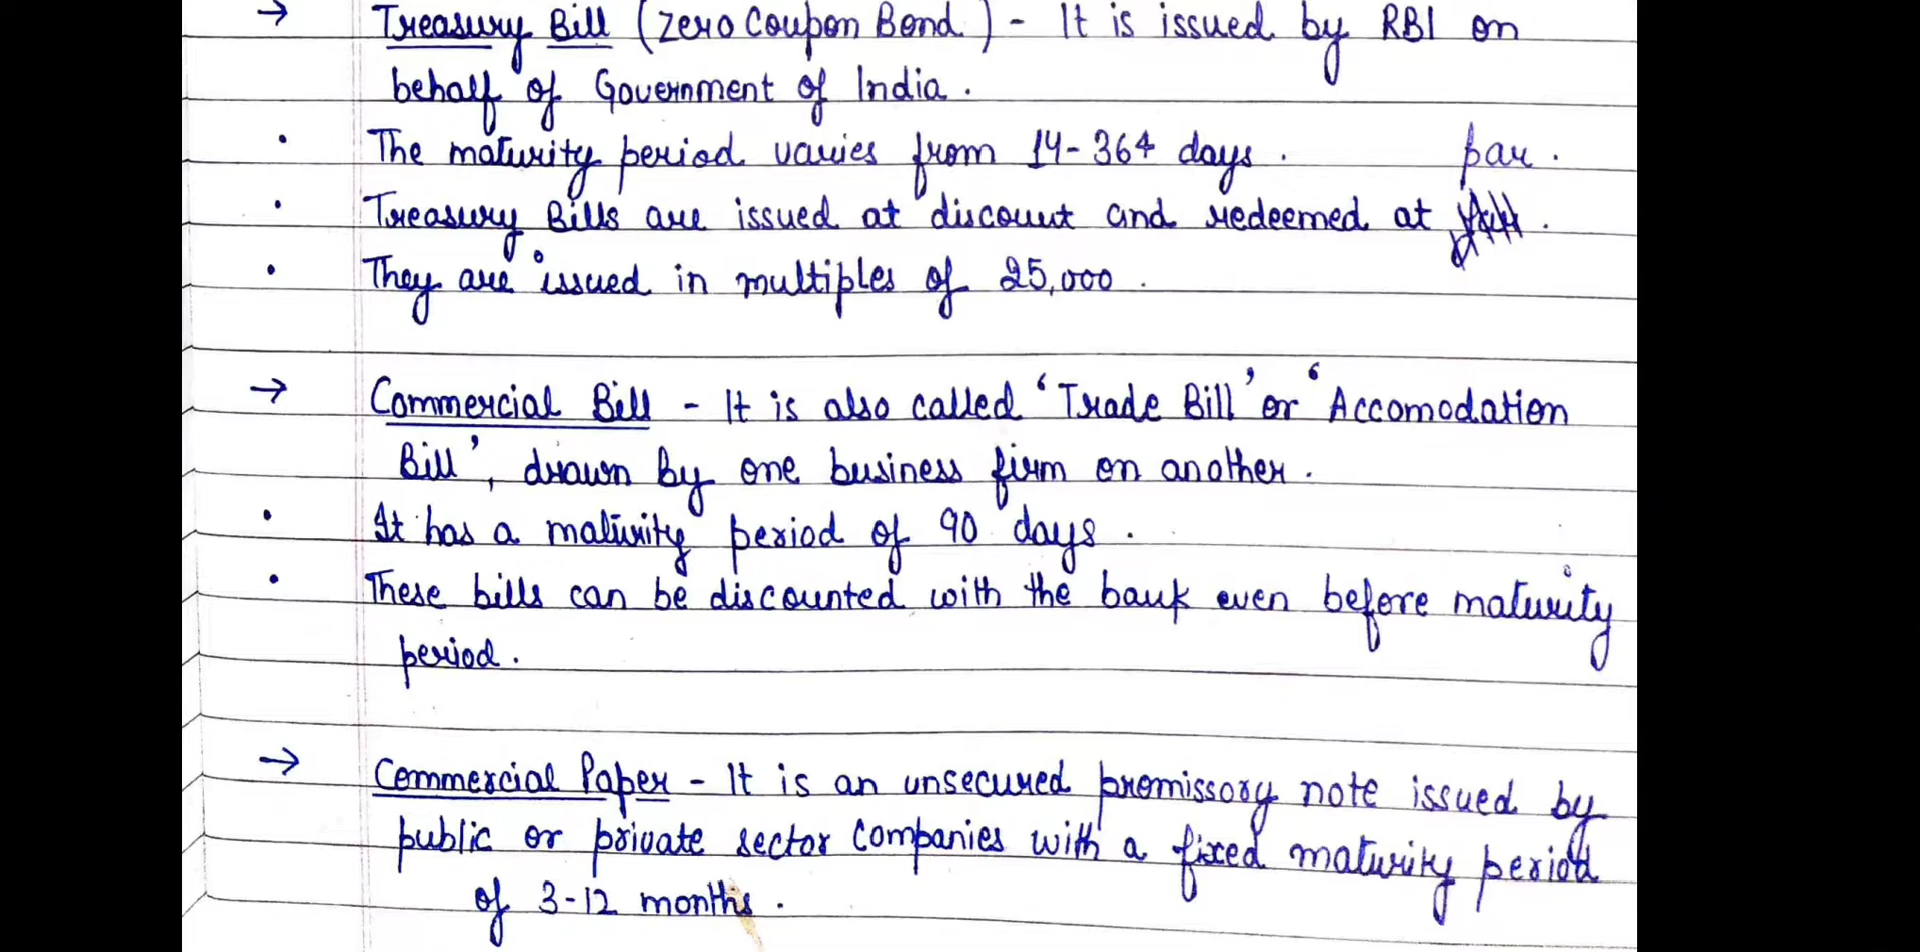 → Treasury Bill (Zero Coupon Bond) - It is issued by RBI on
behalf of Government of India.
• The maturity period varies from 14-364 days.
par.
• Treasury Bills are issued at discount and redeemed at .
• They are issued in multiples of 25,000.
→ Commercial Bill - It is also called 'Trade Bill' or 'Accomodation
Bill', drawn by one business firm on another.
• It has a maturity period of 90 days.
• These bills can be discounted with the bank even before maturity
period.
→ Commercial Paper - It is an unsecured promissory note issued by
public or private sector companies with a fixed maturity period
of 3-12 months.